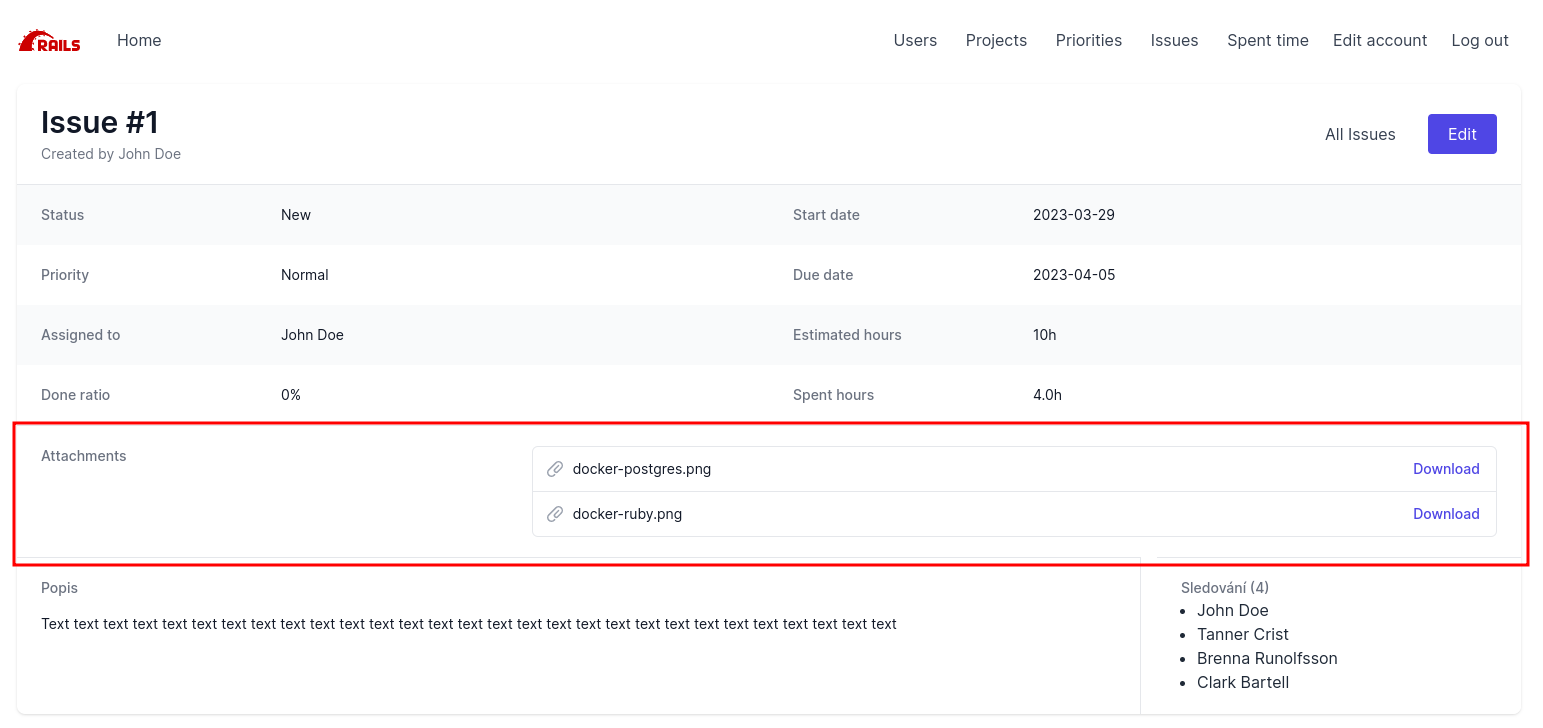 RAILS Home Users Projects Priorities Issues Spent time Edit account Log out
Issue #1
Created by John Doe
All Issues Edit
Status New Start date 2023-03-29
Priority Normal Due date 2023-04-05
Assigned to John Doe Estimated hours 10h
Done ratio 0% Spent hours 4.0h
Attachments docker-postgres.png Download
docker-ruby.png Download
Popis
Text text text text text text text text text text text text text text text text text text text text text text text text text text text text text
Sledování (4)
John Doe
Tanner Crist
Brenna Runolfsson
Clark Bartell